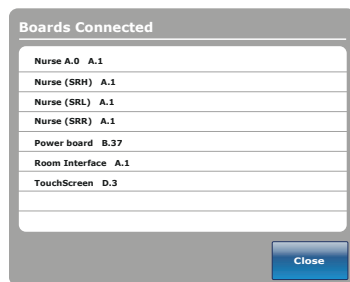 Boards Connected
Nurse A.0 A.1
Nurse (SRH) A.1
Nurse (SRL) A.1
Nurse (SRR) A.1
Power board B.37
Room Interface A.1
TouchScreen D.3
Close